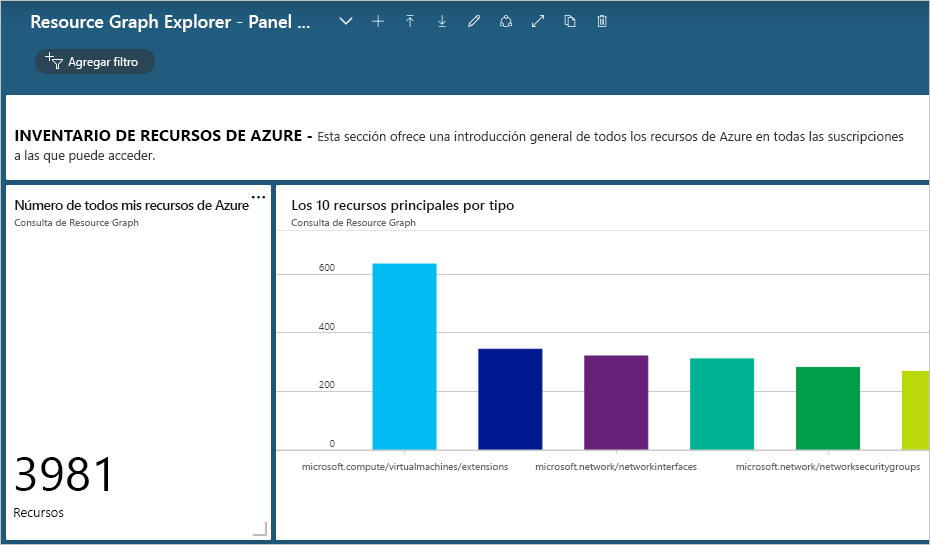 Resource Graph Explorer - Panel ...
Agregar filtro
INVENTARIO DE RECURSOS DE AZURE - Esta sección ofrece una introducción general de todos los recursos de Azure en todas las suscripciones
a las que puede acceder.
Número de todos mis recursos de Azure
Consulta de Resource Graph
3981
Recursos
Los 10 recursos principales por tipo
Consulta de Resource Graph
600
400
200
0
microsoft.compute/virtualmachines/extensions
microsoft.network/networkinterfaces
microsoft.network/networksecuritygroups